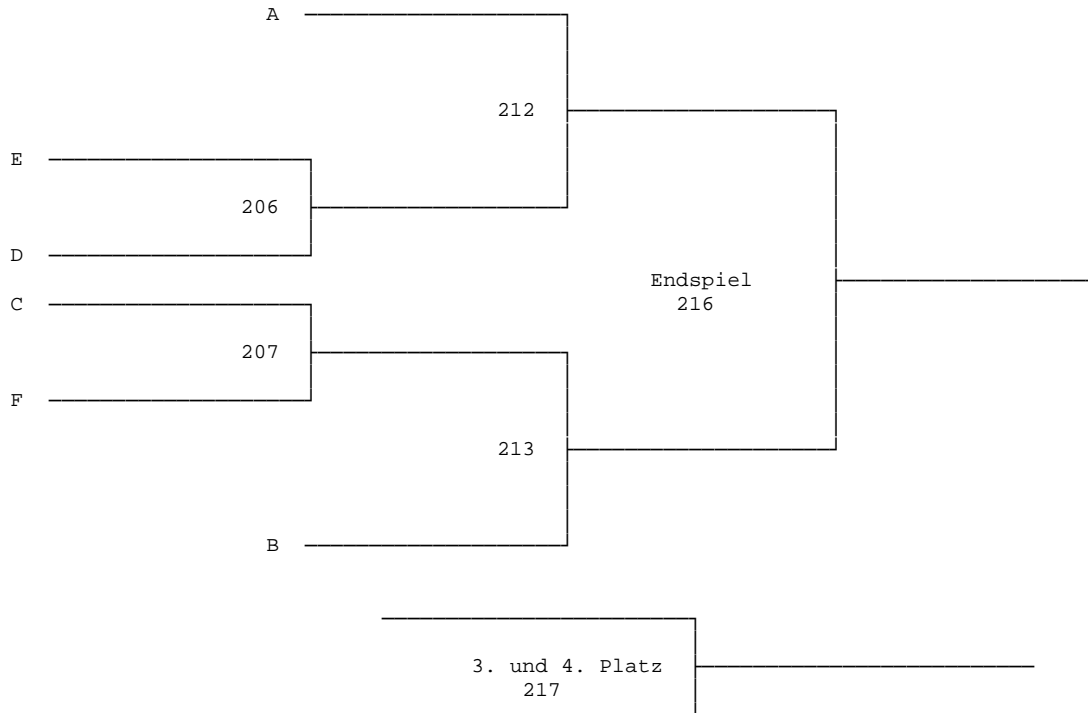 A
212
E
206
D
C
Endspiel
216
207
F
213
B
3. und 4. Platz
217